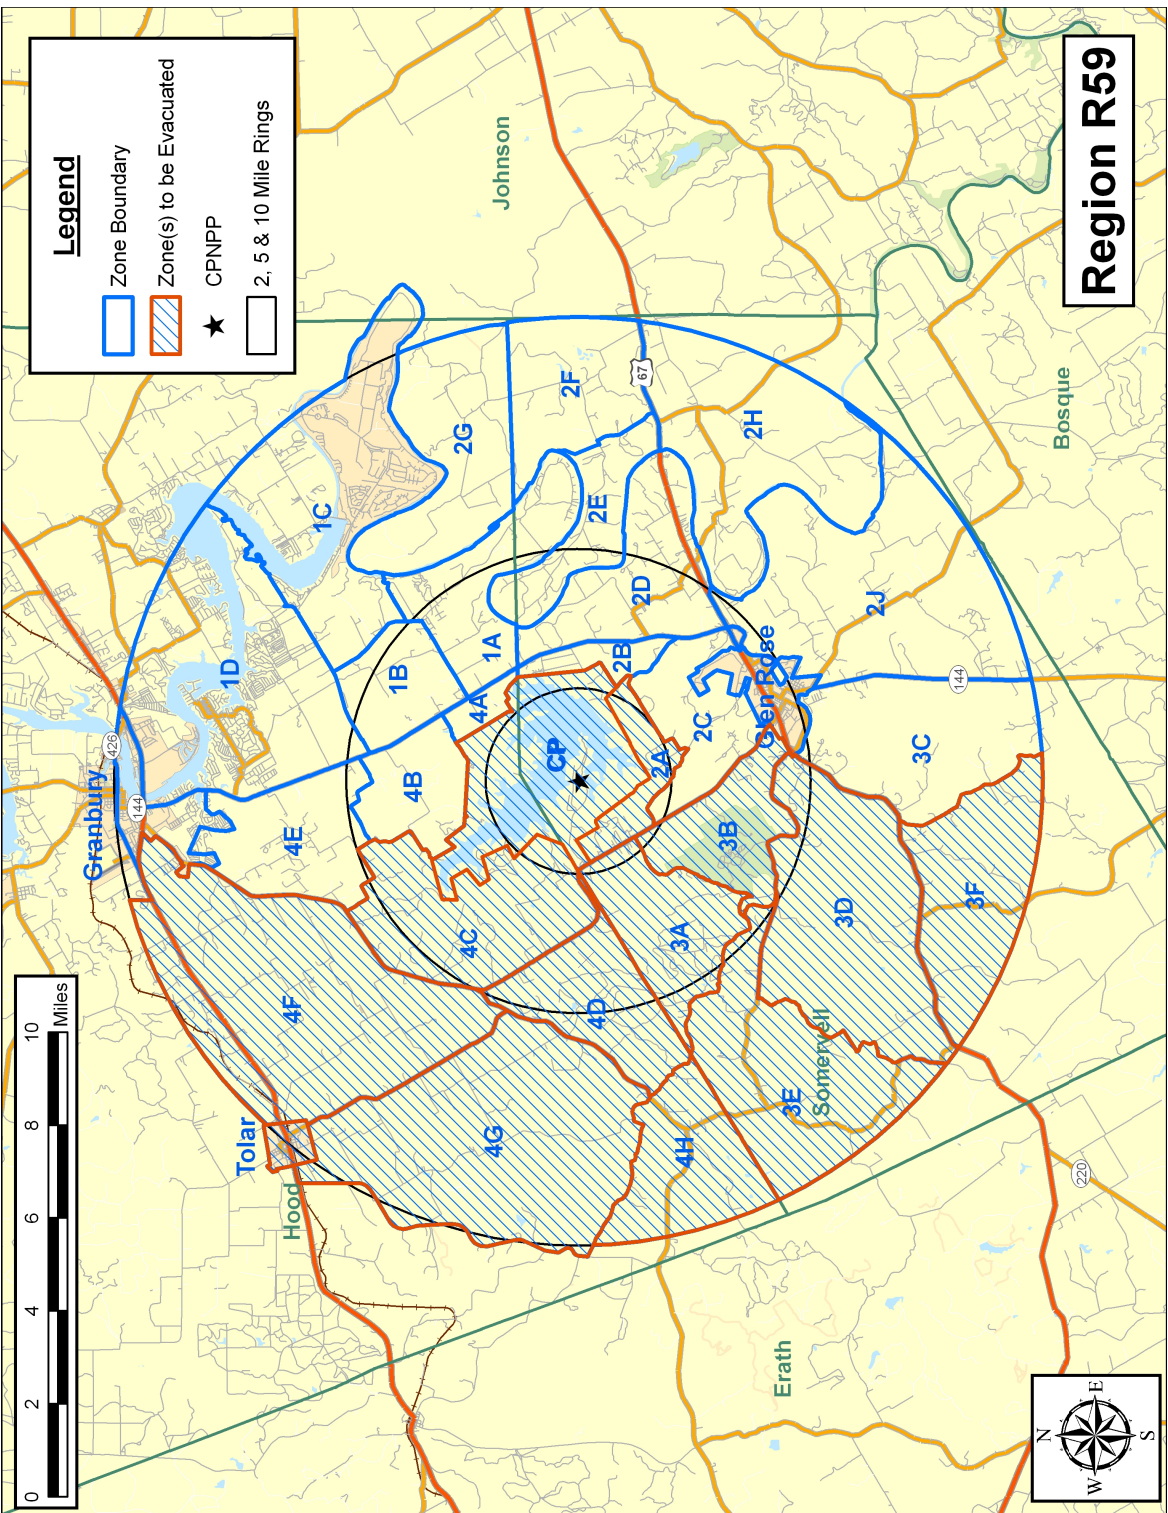 Legend
Zone Boundary
Zone(s) to be Evacuated
CPNPP
2, 5 & 10 Mile Rings
Region R59
0 2 4 6 8 10
Miles
N
W E
S
Johnson
Bosque
Hood
Erath
Somervell
Granbury
Tolar
Glen Rose
426
144
67
144
220
CP
1A
1B
1C
1D
2A
2B
2C
2D
2E
2F
2G
2H
2J
3A
3B
3C
3D
3E
3F
4A
4B
4C
4D
4E
4F
4G
4H